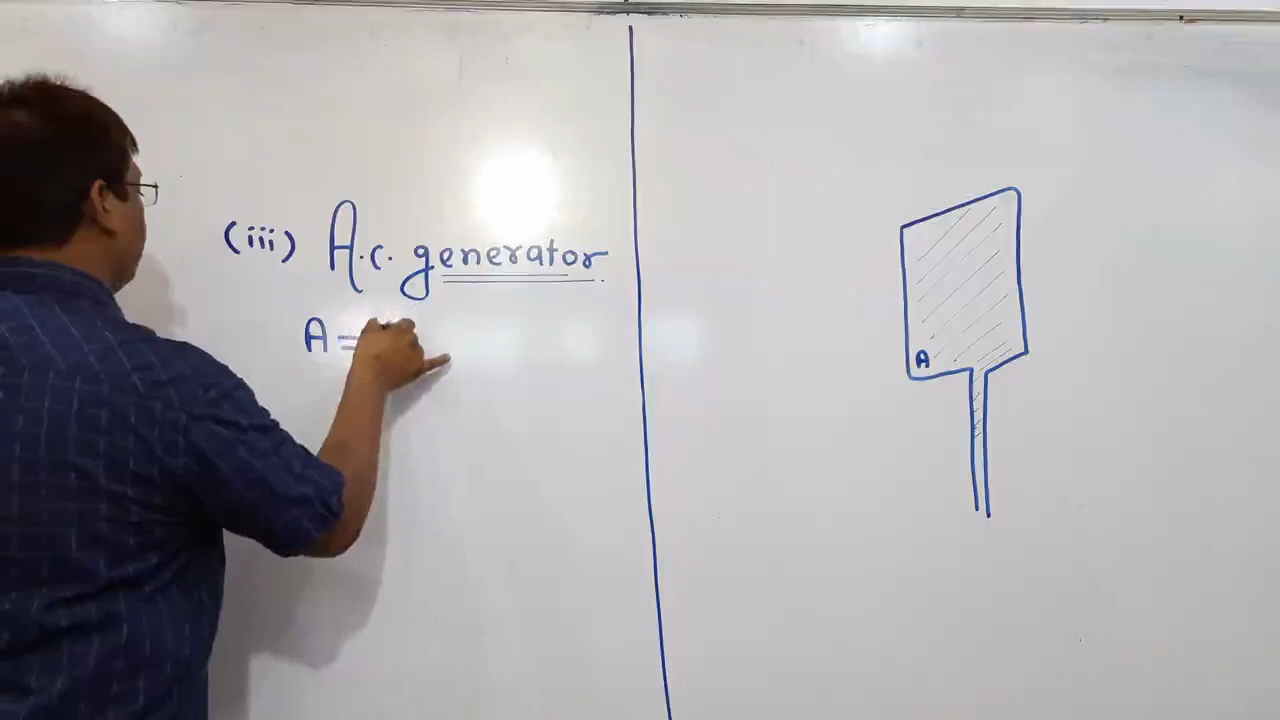 (iii) A.c. generator
A =
A